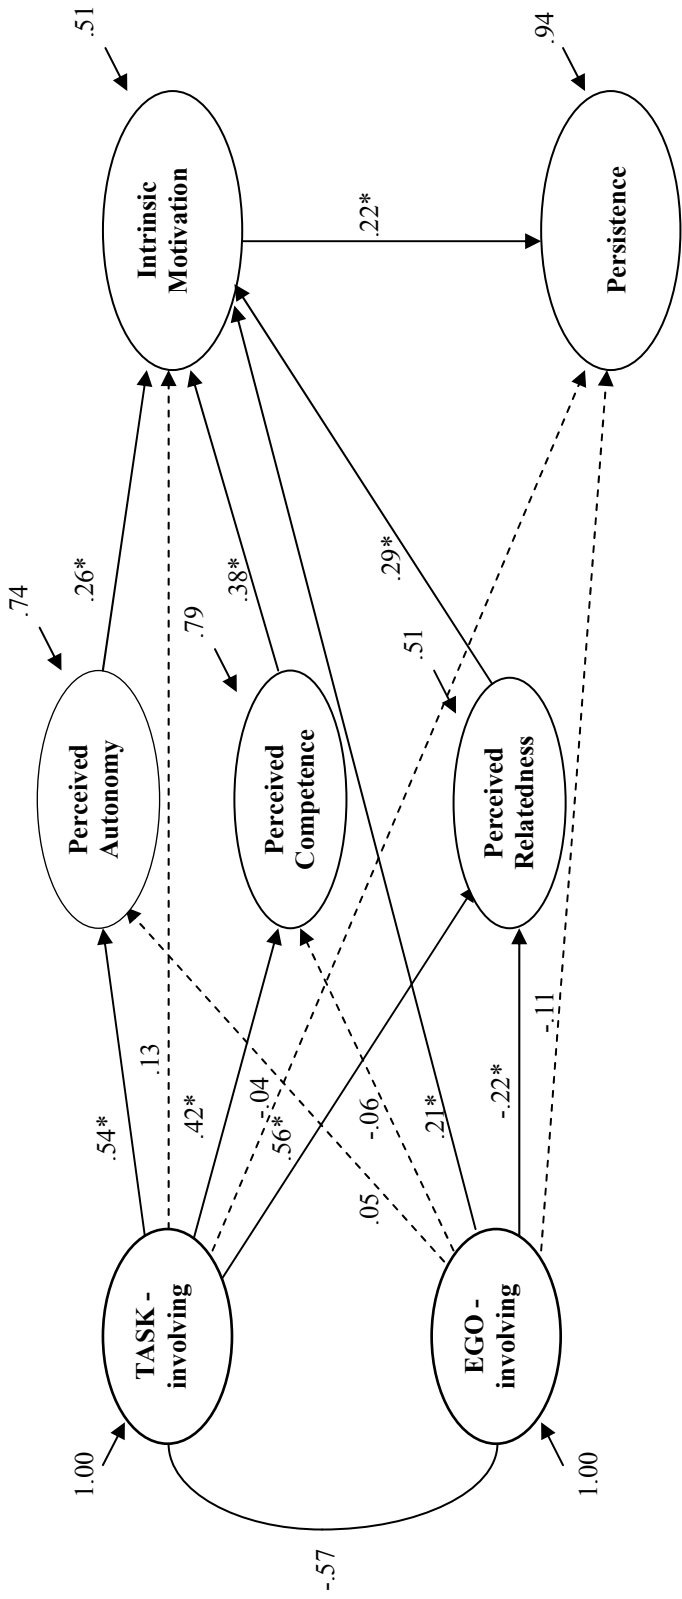 1.00
TASK -
involving
-.57
EGO -
involving
1.00
.54*
.13
.42*
-.04
.56*
.05
-.06
.21*
-.22*
-.11
.74
Perceived
Autonomy
.79
Perceived
Competence
.51
Perceived
Relatedness
.26*
.38*
.29*
.51
Intrinsic
Motivation
.22*
.94
Persistence